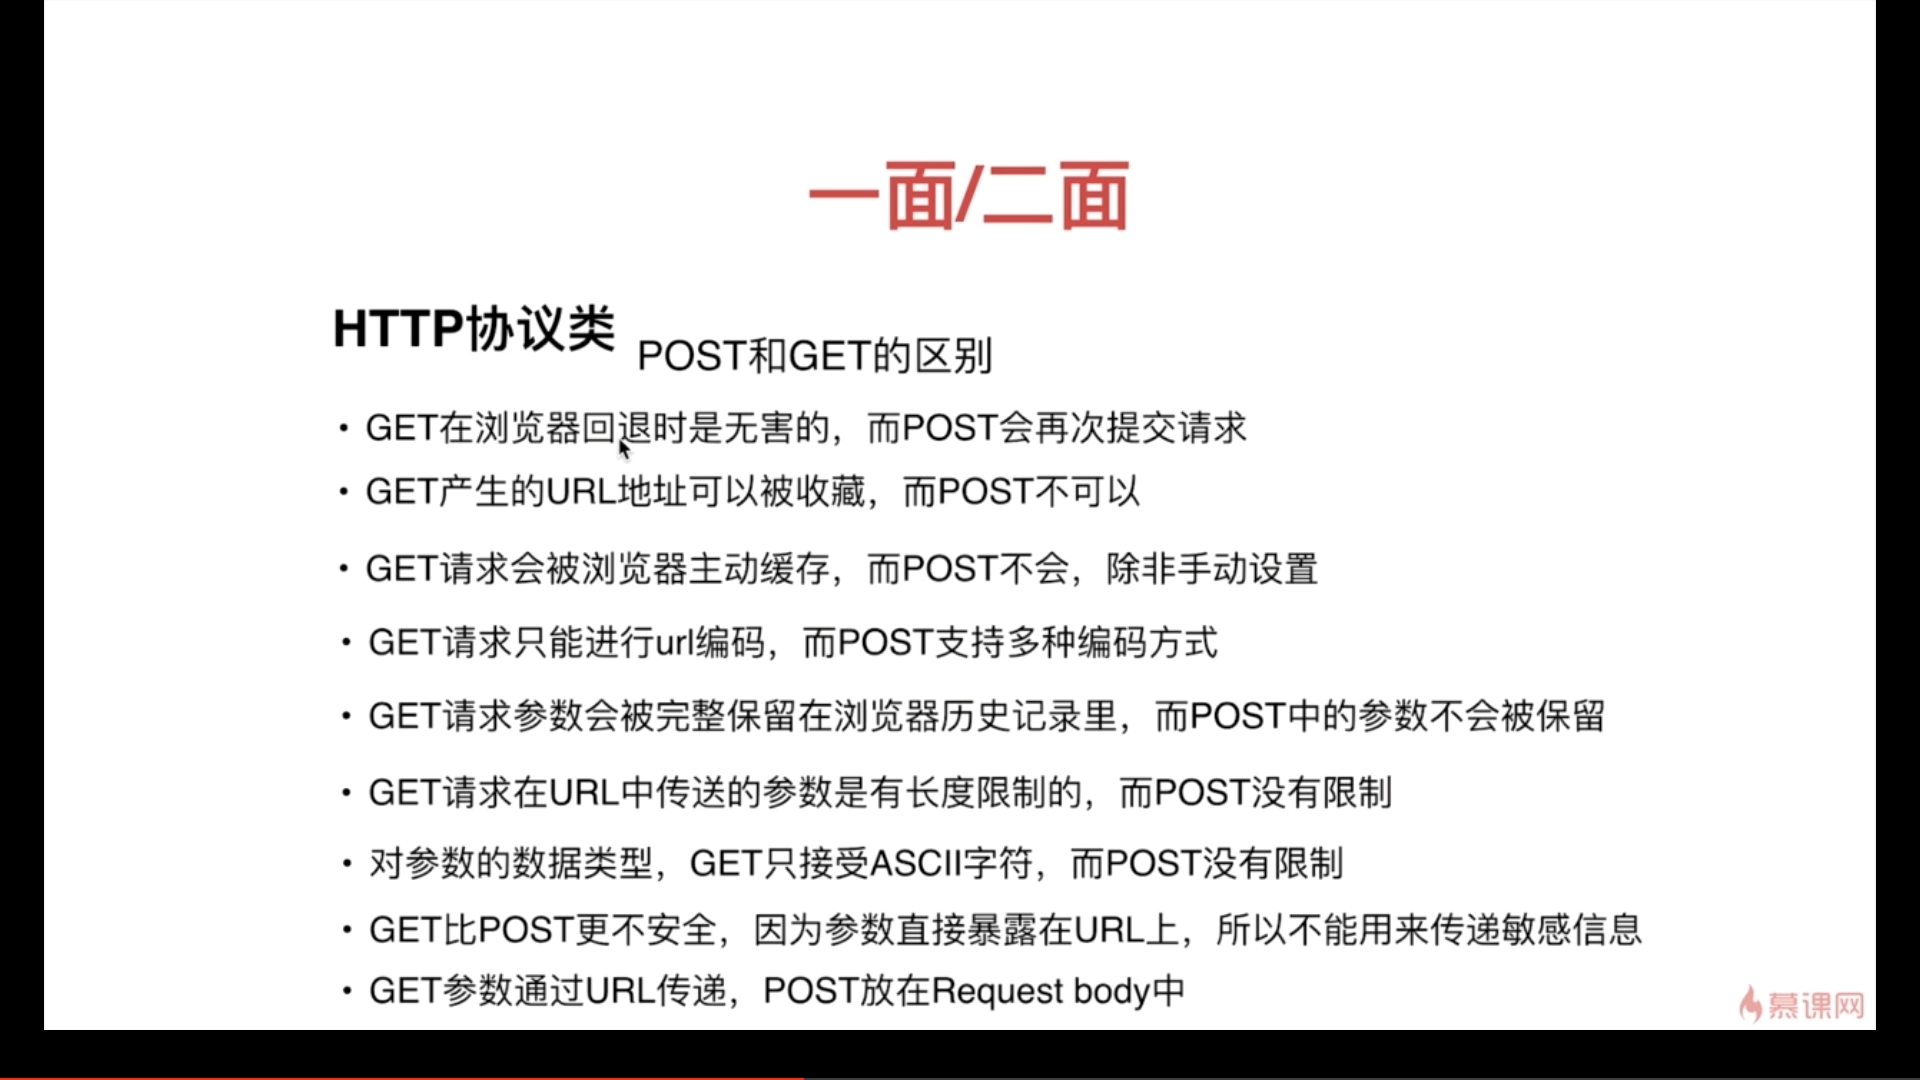 一面/二面
HTTP协议类 POST和GET的区别
• GET在浏览器回退时是无害的，而POST会再次提交请求
• GET产生的URL地址可以被收藏，而POST不可以
• GET请求会被浏览器主动缓存，而POST不会，除非手动设置
• GET请求只能进行url编码，而POST支持多种编码方式
• GET请求参数会被完整保留在浏览器历史记录里，而POST中的参数不会被保留
• GET请求在URL中传送的参数是有长度限制的，而POST没有限制
• 对参数的数据类型，GET只接受ASCII字符，而POST没有限制
• GET比POST更不安全，因为参数直接暴露在URL上，所以不能用来传递敏感信息
• GET参数通过URL传递，POST放在Request body中
慕课网